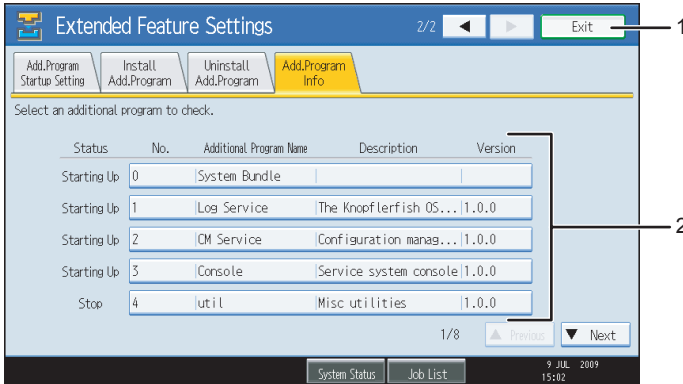 Extended Feature Settings 2/2 ◀ ▶ Exit 1
Add.Program Startup Setting
Install Add.Program
Uninstall Add.Program
Add.Program Info
Select an additional program to check.
Status No. Additional Program Name Description Version
Starting Up 0 System Bundle
Starting Up 1 Log Service The Knopflerfish OS... 1.0.0
Starting Up 2 CM Service Configuration manag... 1.0.0
Starting Up 3 Console Service system console 1.0.0
Stop 4 util Misc utilities 1.0.0
2
1/8 ▲ Previous ▼ Next
System Status Job List 9 JUL 2009
15:02